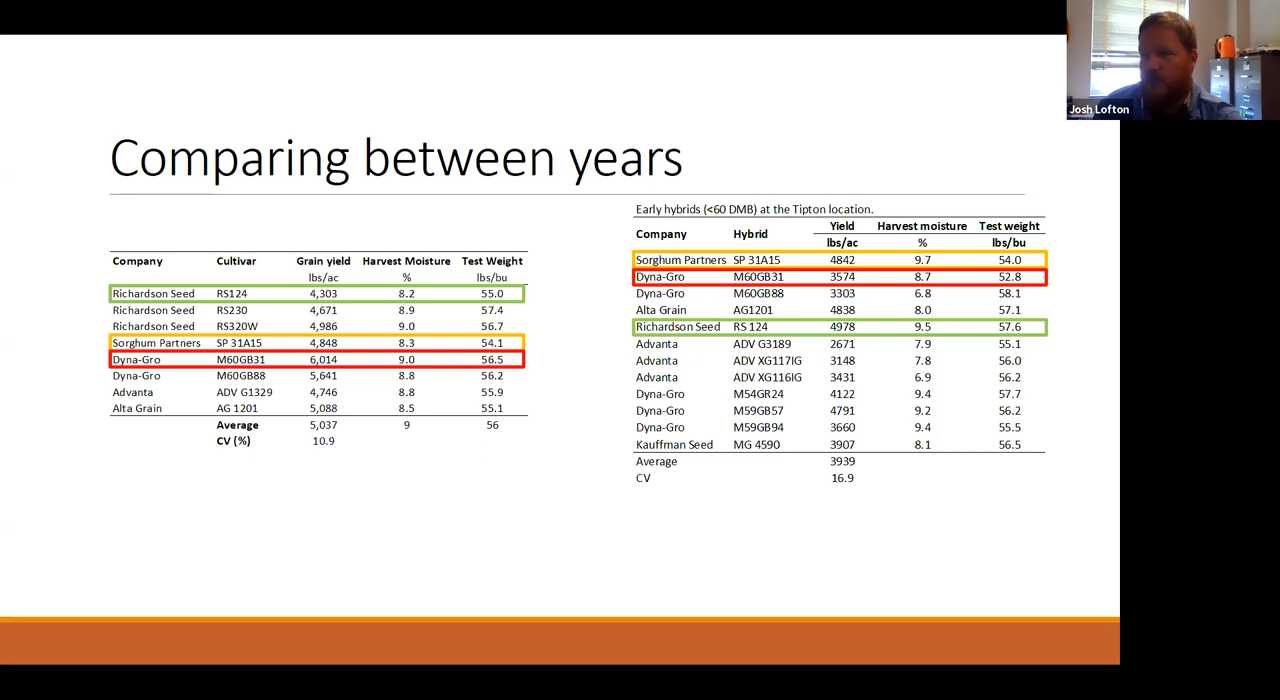 Josh Lofton
Comparing between years
Company Cultivar Grain yield Harvest Moisture Test Weight
lbs/ac % lbs/bu
Richardson Seed RS124 4,303 8.2 55.0
Richardson Seed RS230 4,671 8.9 57.4
Richardson Seed RS320W 4,986 9.0 56.7
Sorghum Partners SP 31A15 4,848 8.3 54.1
Dyna-Gro M60GB31 6,014 9.0 56.5
Dyna-Gro M60GB88 5,641 8.8 56.2
Advanta ADV G1329 4,746 8.8 55.9
Alta Grain AG 1201 5,088 8.5 55.1
Average 5,037 9 56
CV (%) 10.9
Early hybrids (<60 DMB) at the Tipton location.
Company Hybrid Yield Harvest moisture Test weight
lbs/ac % lbs/bu
Sorghum Partners SP 31A15 4842 9.7 54.0
Dyna-Gro M60GB31 3574 8.7 52.8
Dyna-Gro M60GB88 3303 6.8 58.1
Alta Grain AG1201 4838 8.0 57.1
Richardson Seed RS 124 4978 9.5 57.6
Advanta ADV G3189 2671 7.9 55.1
Advanta ADV XG117IG 3148 7.8 56.0
Advanta ADV XG116IG 3431 6.9 56.2
Dyna-Gro M54GR24 4122 9.4 57.7
Dyna-Gro M59GB57 4791 9.2 56.2
Dyna-Gro M59GB94 3660 9.4 55.5
Kauffman Seed MG 4590 3907 8.1 56.5
Average 3939
CV 16.9